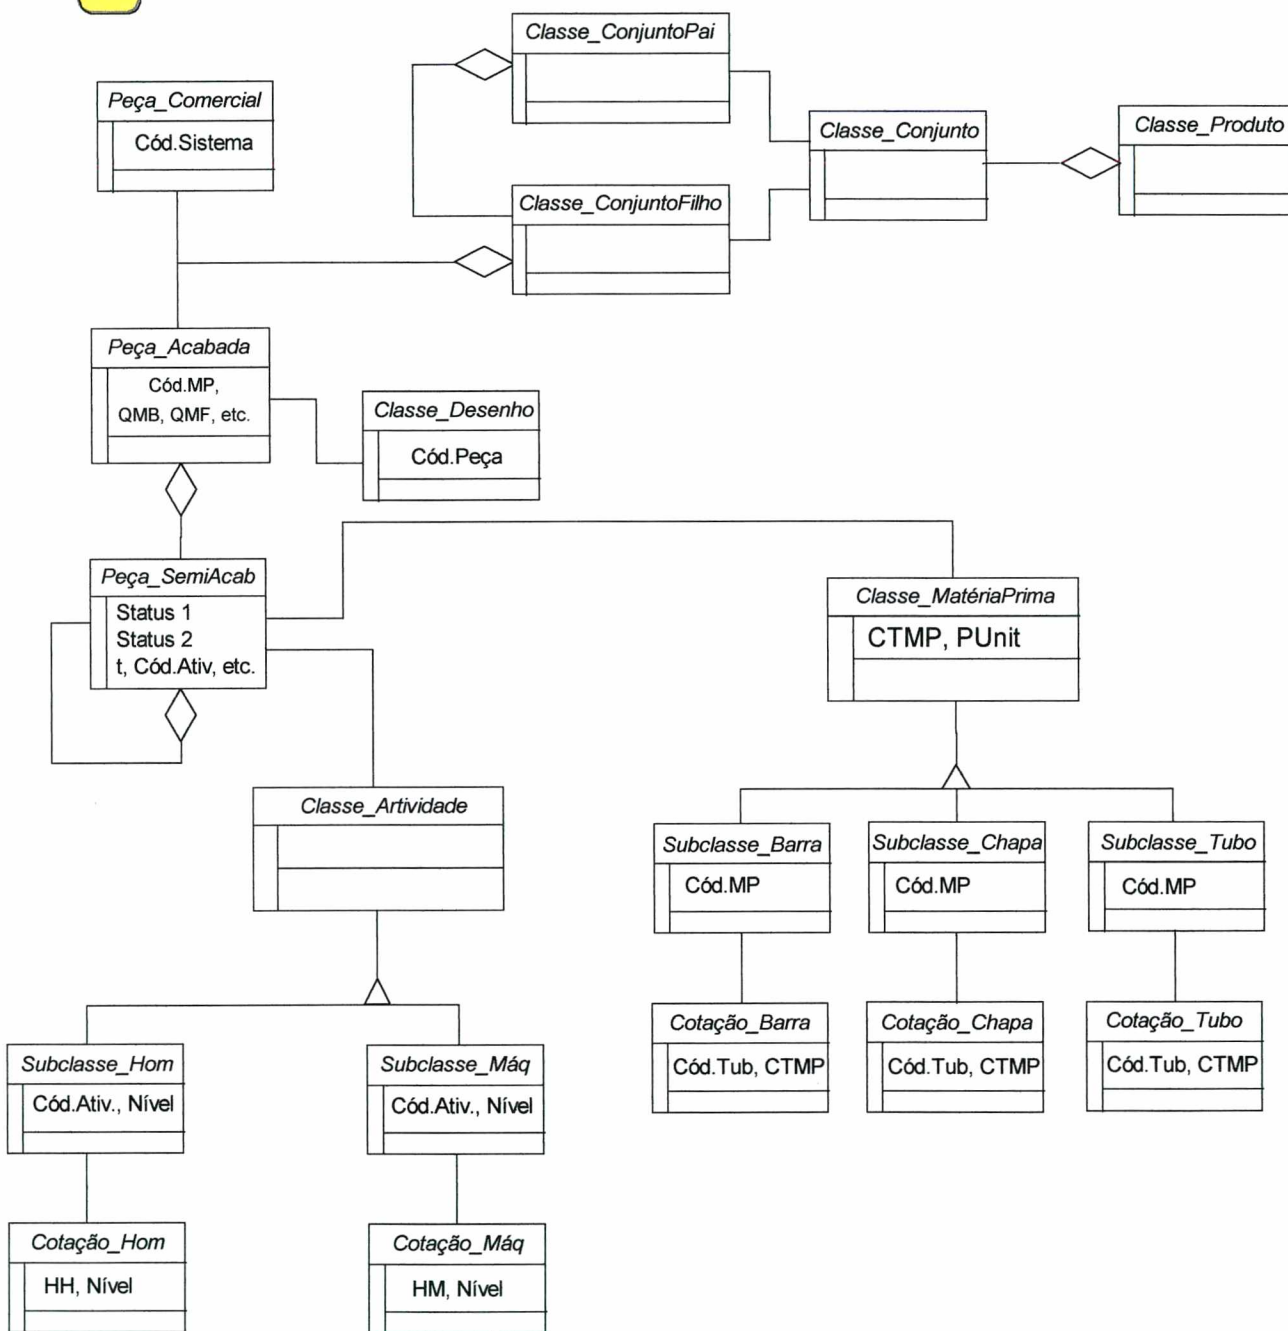 Classe_ConjuntoPai
Peça_Comercial
Cód.Sistema
Classe_Conjunto
Classe_Produto
Classe_ConjuntoFilho
Peça_Acabada
Cód.MP,
QMB, QMF, etc.
Classe_Desenho
Cód.Peça
Peça_SemiAcab
Status 1
Status 2
t, Cód.Ativ, etc.
Classe_MatériaPrima
CTMP, PUnit
Classe_Artividade
Subclasse_Barra
Cód.MP
Subclasse_Chapa
Cód.MP
Subclasse_Tubo
Cód.MP
Cotação_Barra
Cód.Tub, CTMP
Cotação_Chapa
Cód.Tub, CTMP
Cotação_Tubo
Cód.Tub, CTMP
Subclasse_Hom
Cód.Ativ., Nível
Subclasse_Máq
Cód.Ativ., Nível
Cotação_Hom
HH, Nível
Cotação_Máq
HM, Nível